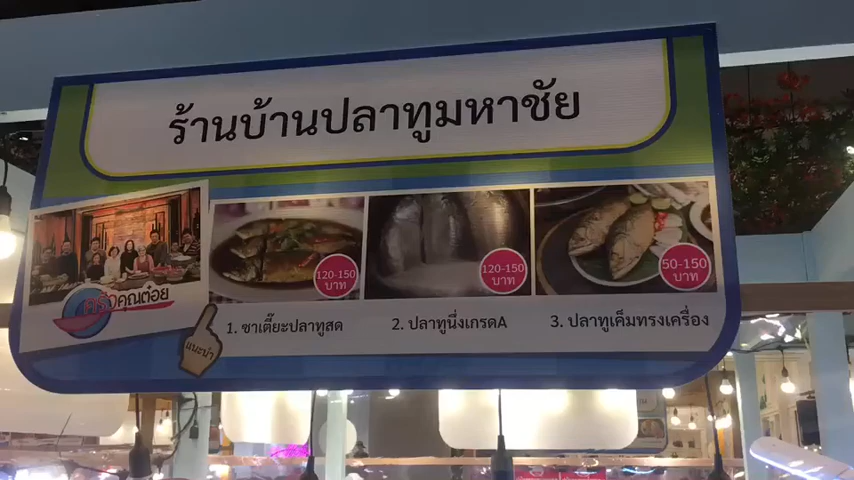 ร้านบ้านปลาทูมหาชัย
ครัวคุณต๋อย
แนะนำ
120-150
บาท
120-150
บาท
50-150
บาท
1. ซาเตี๊ยะปลาทูสด
2. ปลาทูนึ่งเกรดA
3. ปลาทูเค็มทรงเครื่อง